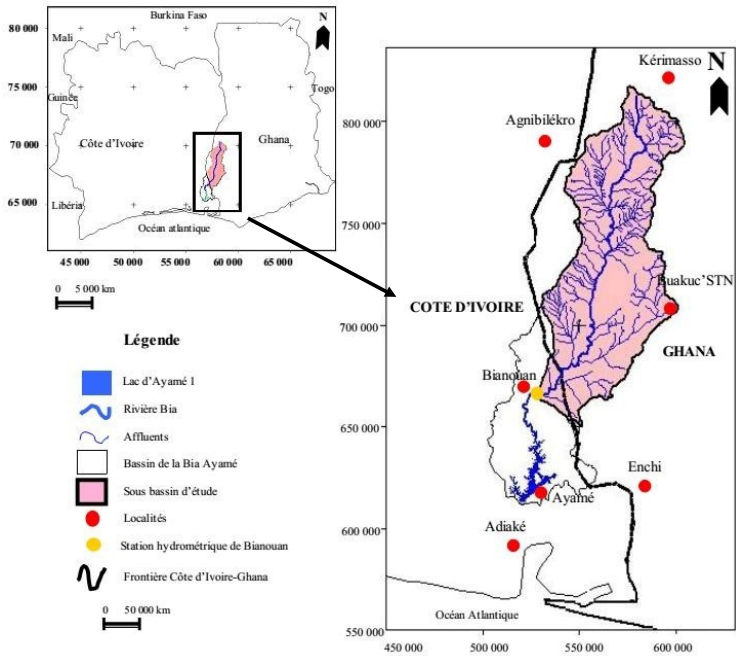 Burkina Faso
N
80 000
Mali
75 000
Guinée
Togo
Côte d'Ivoire
Ghana
70 000
65 000
Libéria
Océan atlantique
45 000 50 000 55 000 60 000 65 000
0 5 000 km
Légende
Lac d'Ayamé 1
Rivière Bia
Affluents
Bassin de la Bia Ayamé
Sous bassin d'étude
Localités
Station hydrométrique de Bianouan
Frontière Côte d'Ivoire-Ghana
0 50 000 km
Kérimasso
N
800 000
Agnibilékro
750 000
Buakuc'STN
COTE D'IVOIRE
700 000
GHANA
Bianouan
650 000
Enchi
Ayamé
600 000
Adiaké
Océan Atlantique
550 000
450 000 500 000 550 000 600 000